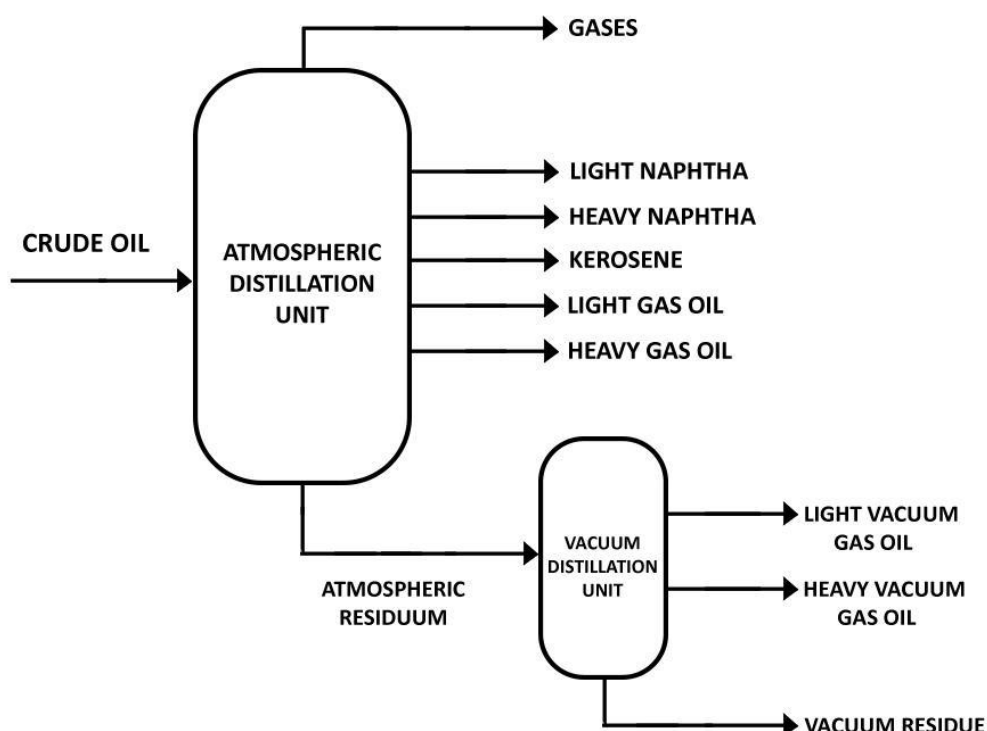 GASES
LIGHT NAPHTHA
HEAVY NAPHTHA
CRUDE OIL
KEROSENE
ATMOSPHERIC
DISTILLATION
UNIT
LIGHT GAS OIL
HEAVY GAS OIL
LIGHT VACUUM
GAS OIL
VACUUM
DISTILLATION
UNIT
ATMOSPHERIC
RESIDUUM
HEAVY VACUUM
GAS OIL
VACUUM RESIDUE